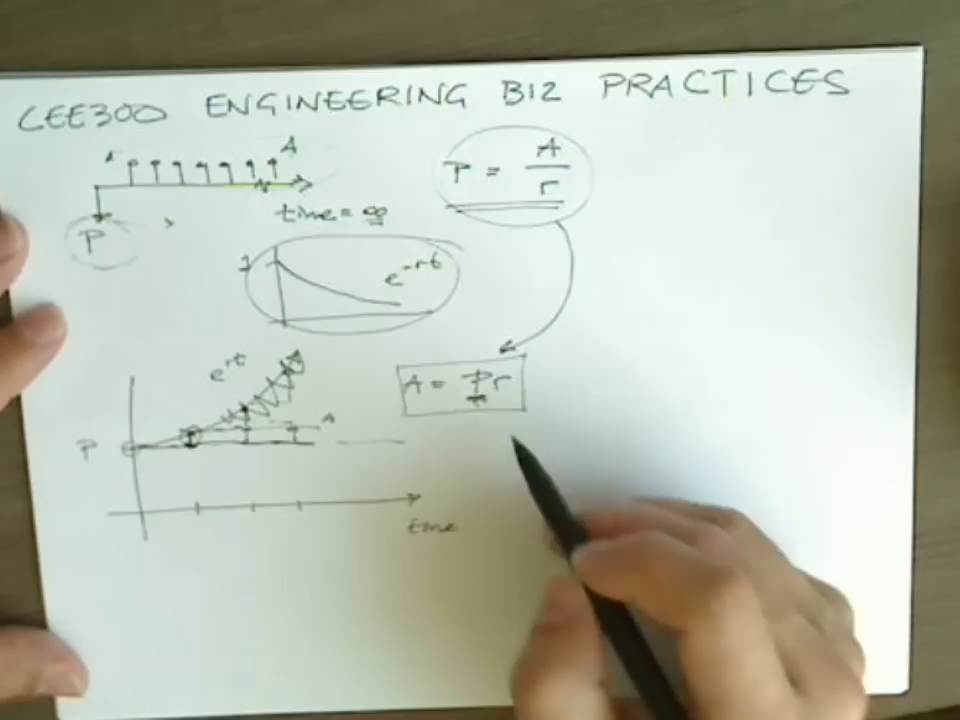 CEE300 ENGINEERING BIZ PRACTICES
A
P = A / r
time = ∞
P
1
e^-rt
e^rt
A
A = Pr
P
time